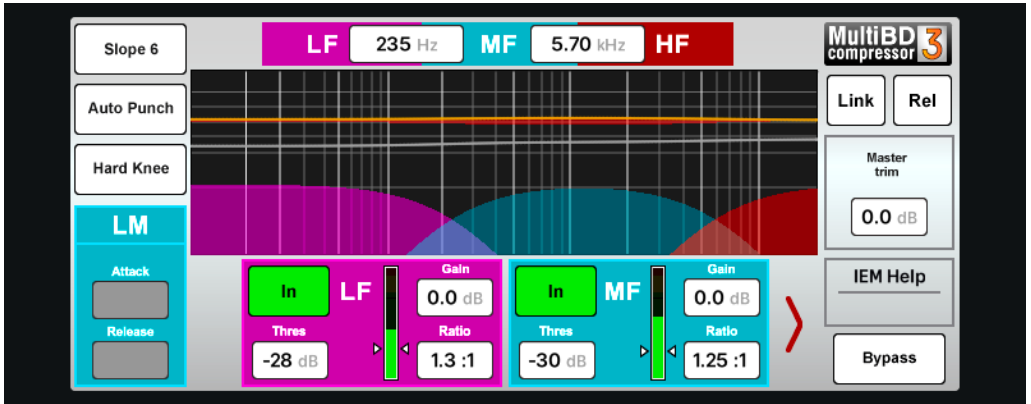 Slope 6
LF 235 Hz MF 5.70 kHz HF
MultiBD 3
compressor
Auto Punch
Link Rel
Hard Knee
Master
trim
0.0 dB
LM
Attack
Release
In LF Gain
0.0 dB
Thres Ratio
-28 dB 1.3 :1
In MF Gain
0.0 dB
Thres Ratio
-30 dB 1.25 :1
IEM Help
Bypass